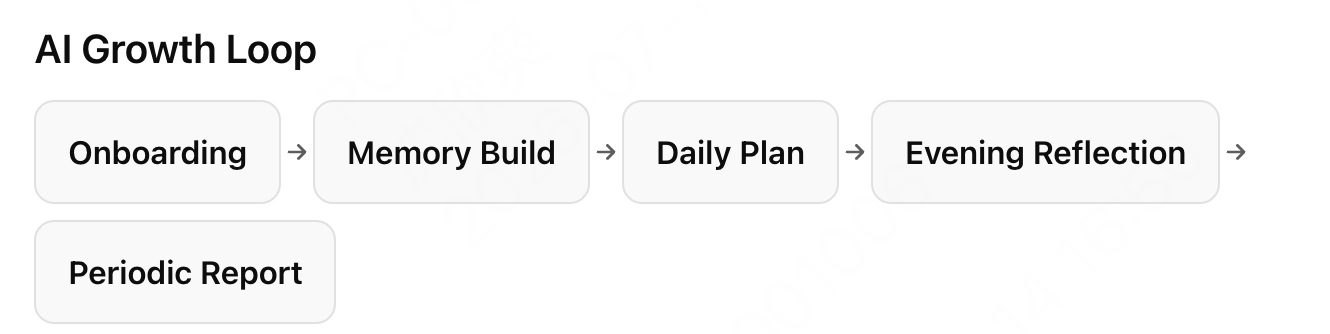 AI Growth Loop
Onboarding → Memory Build → Daily Plan → Evening Reflection →
Periodic Report